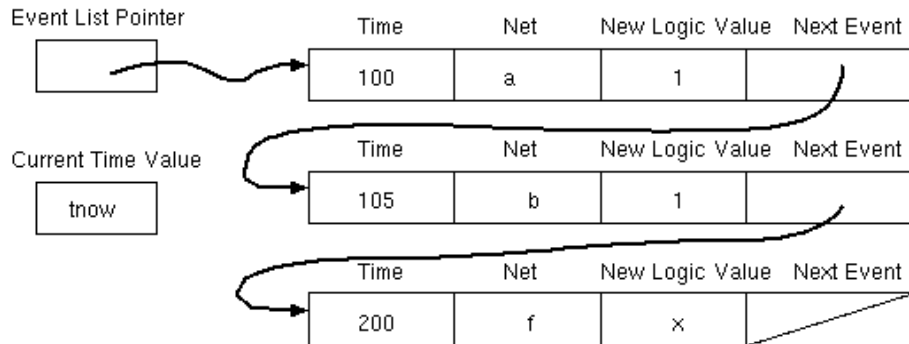 Event List Pointer
Time Net New Logic Value Next Event
100 a 1
Current Time Value
Time Net New Logic Value Next Event
tnow
105 b 1
Time Net New Logic Value Next Event
200 f x